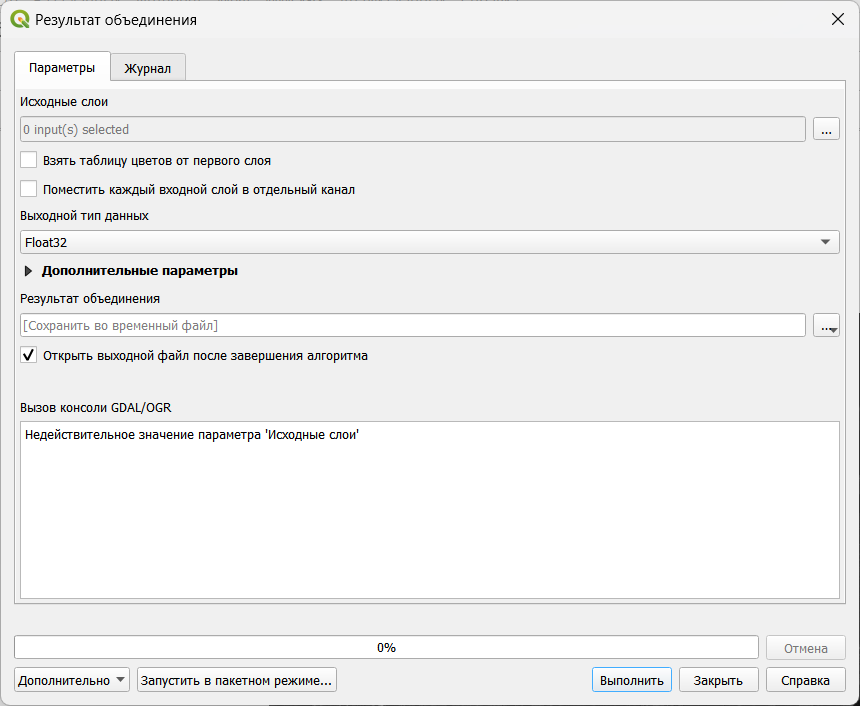 Результат объединения
Параметры
Журнал
Исходные слои
0 input(s) selected
...
Взять таблицу цветов от первого слоя
Поместить каждый входной слой в отдельный канал
Выходной тип данных
Float32
Дополнительные параметры
Результат объединения
[Сохранить во временный файл]
...
Открыть выходной файл после завершения алгоритма
Вызов консоли GDAL/OGR
Недействительное значение параметра 'Исходные слои'
0%
Отмена
Дополнительно
Запустить в пакетном режиме...
Выполнить
Закрыть
Справка